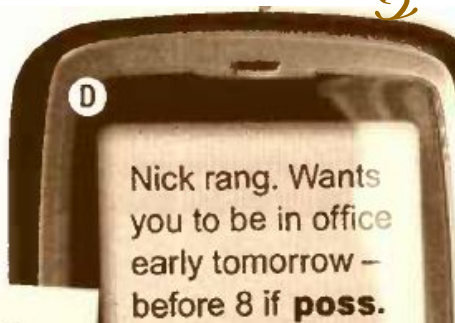 D
Nick rang. Wants
you to be in office
early tomorrow –
before 8 if poss.